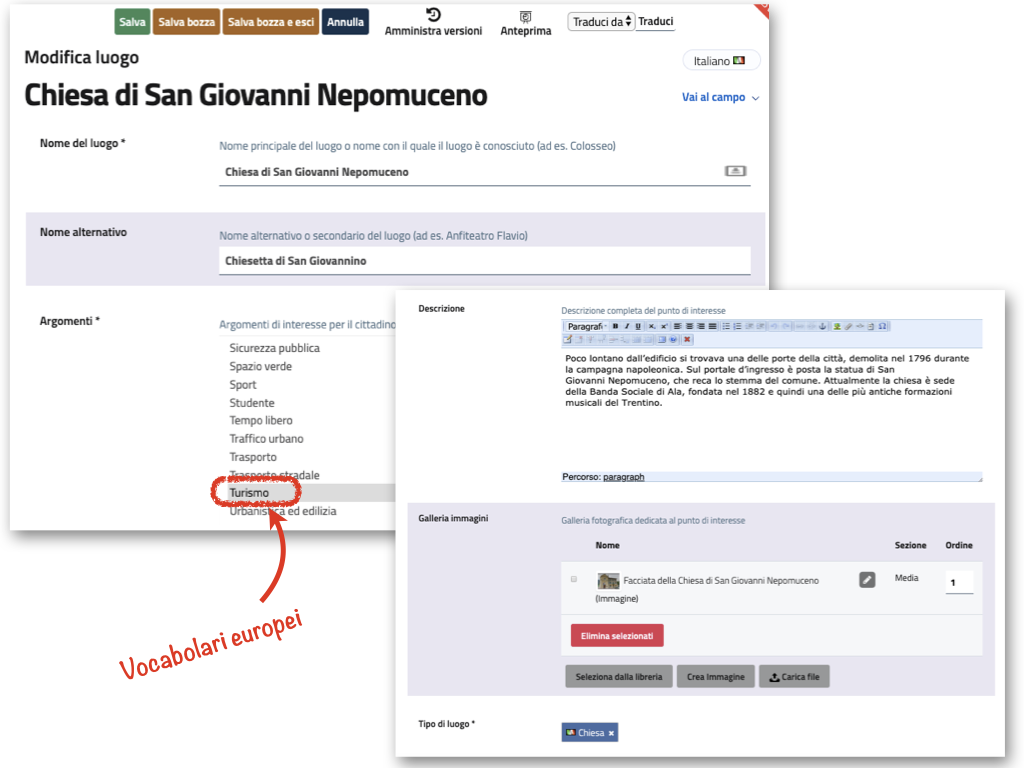 Salva Salva bozza Salva bozza e esci Annulla Amministra versioni Anteprima Traduci da Traduci
Modifica luogo
Italiano
Chiesa di San Giovanni Nepomuceno
Vai al campo
Nome del luogo *
Nome principale del luogo o nome con il quale il luogo è conosciuto (ad es. Colosseo)
Chiesa di San Giovanni Nepomuceno
Nome alternativo
Nome alternativo o secondario del luogo (ad es. Anfiteatro Flavio)
Chiesetta di San Giovannino
Argomenti *
Argomenti di interesse per il cittadino
Sicurezza pubblica
Spazio verde
Sport
Studente
Tempo libero
Traffico urbano
Trasporto
Trasporto stradale
Turismo
Urbanistica ed edilizia
Vocabolari europei
Descrizione
Descrizione completa del punto di interesse
Paragrafi
Poco lontano dall'edificio si trovava una delle porte della città, demolita nel 1796 durante
la campagna napoleonica. Sul portale d'ingresso è posta la statua di San
Giovanni Nepomuceno, che reca lo stemma del comune. Attualmente la chiesa è sede
della Banda Sociale di Ala, fondata nel 1882 e quindi una delle più antiche formazioni
musicali del Trentino.
Percorso: paragraph
Galleria immagini
Galleria fotografica dedicata al punto di interesse
Nome Sezione Ordine
Facciata della Chiesa di San Giovanni Nepomuceno Media 1
(Immagine)
Elimina selezionati
Seleziona dalla libreria Crea Immagine Carica file
Tipo di luogo *
Chiesa ×